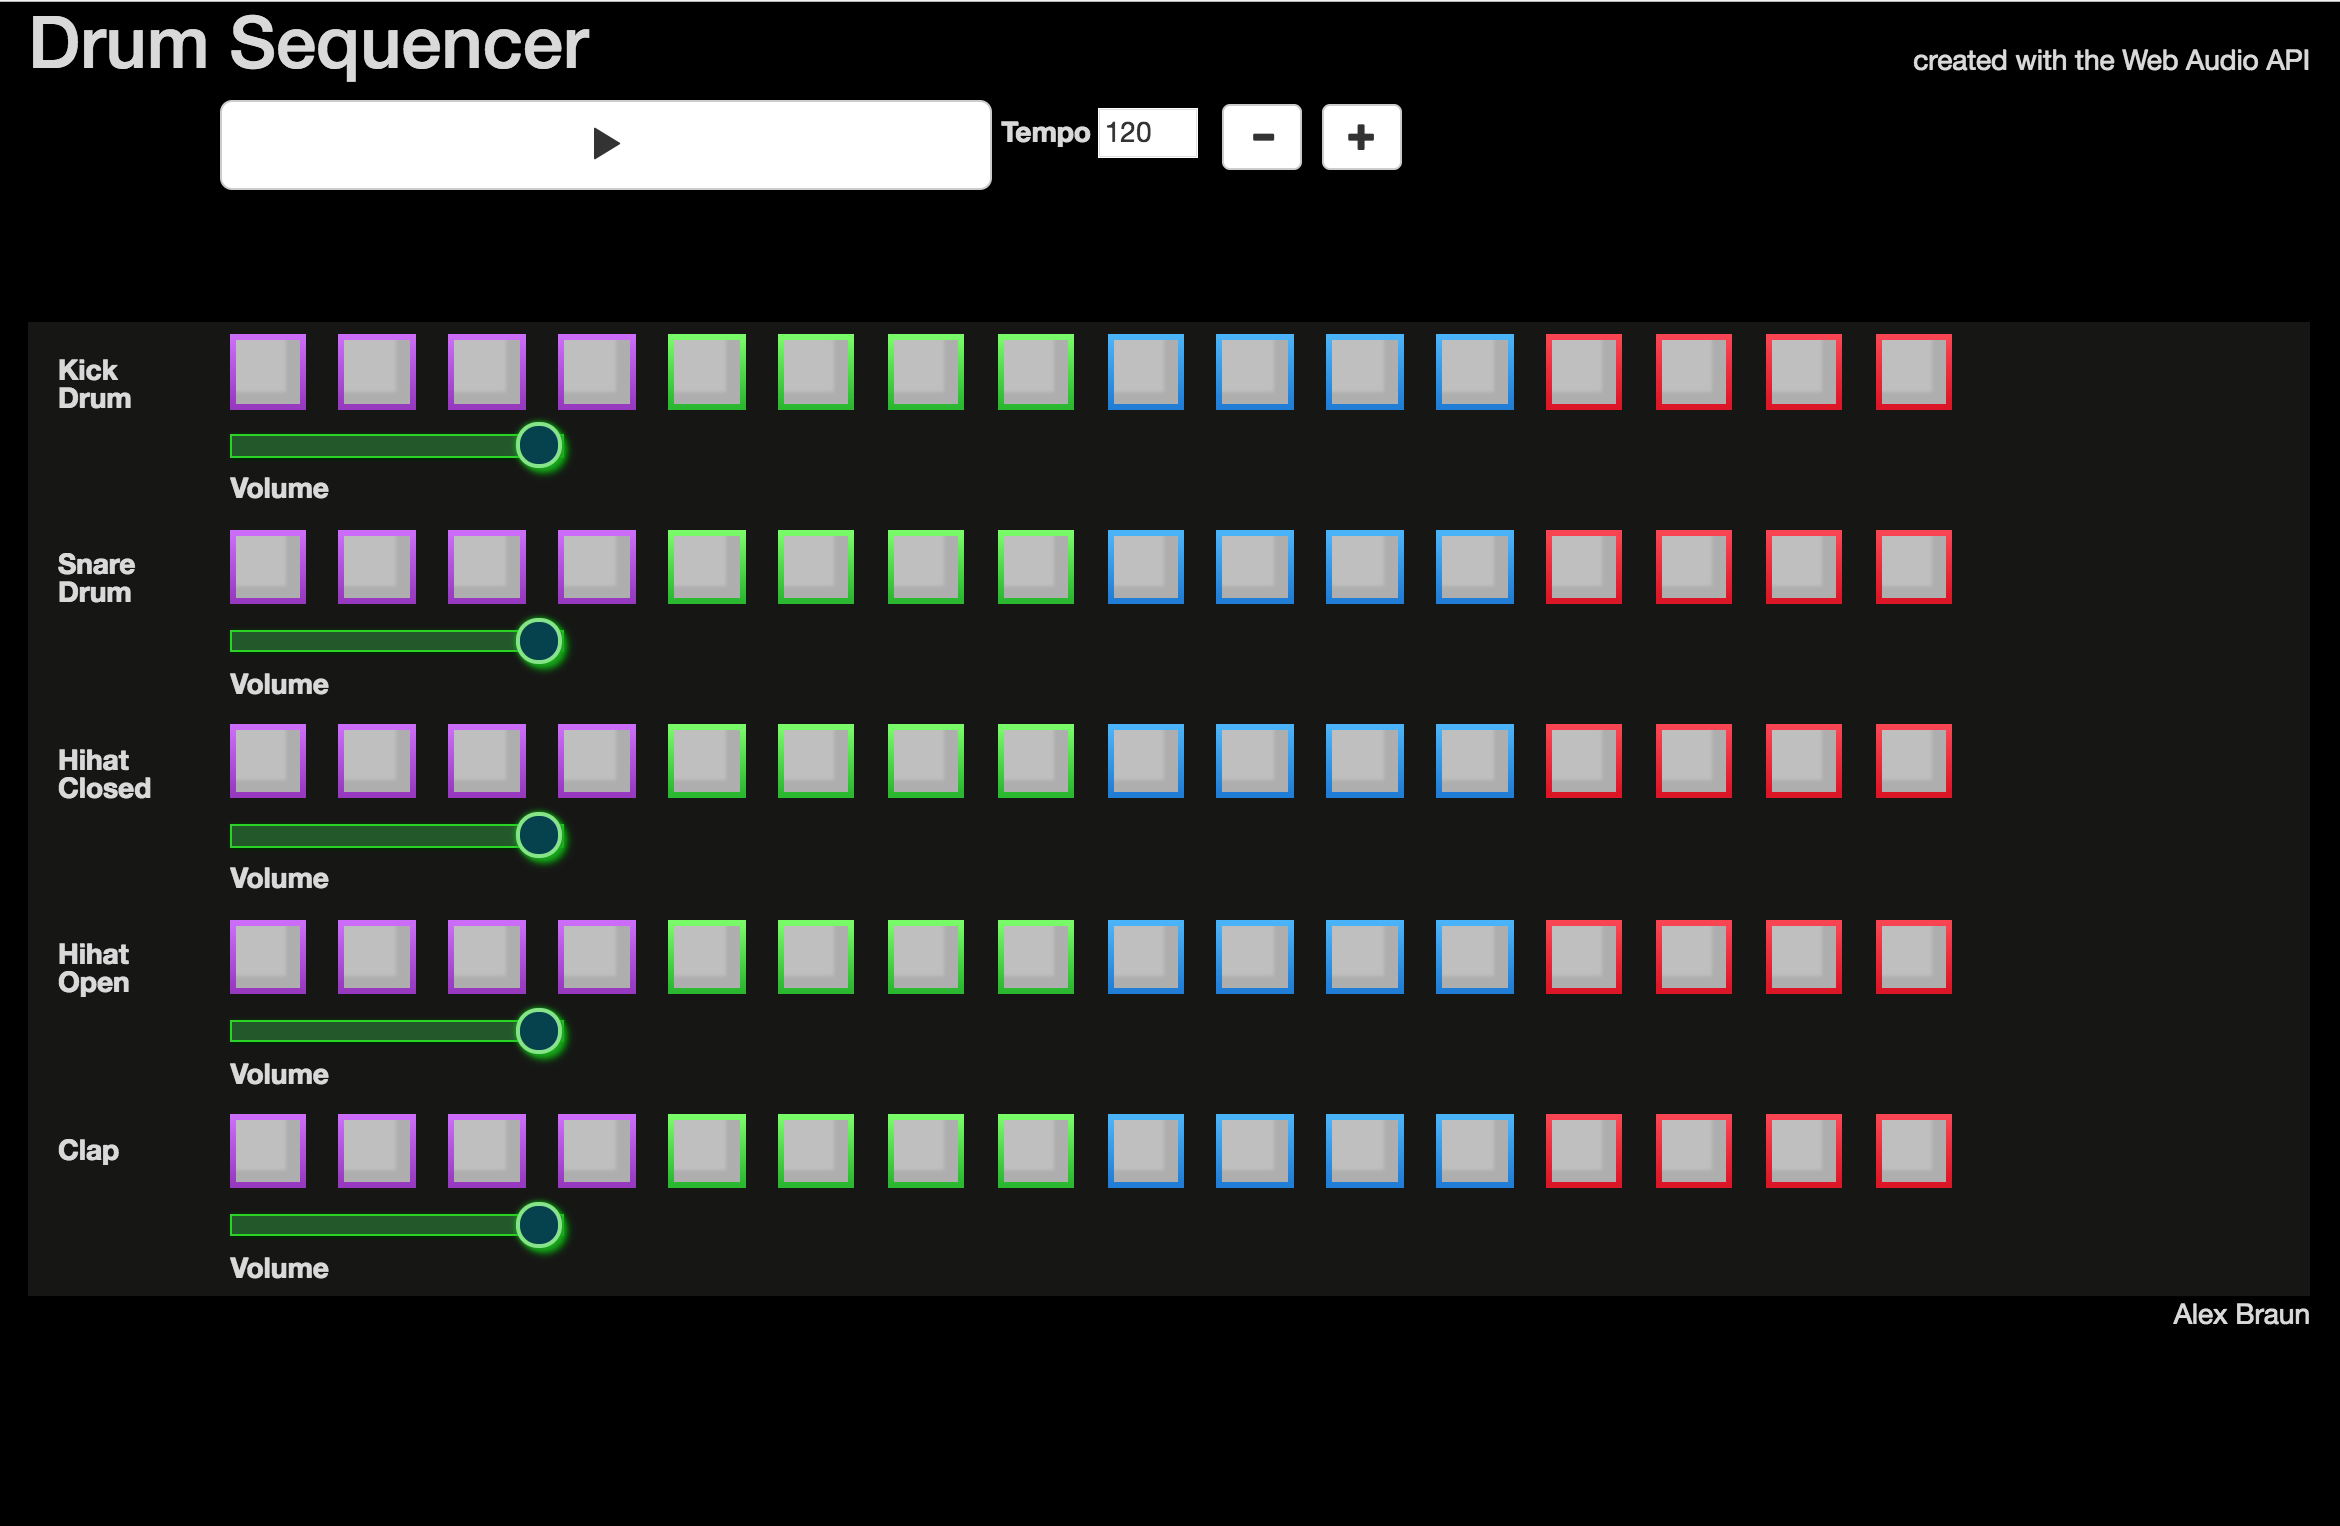 Drum Sequencer
created with the Web Audio API
Tempo 120
Kick
Drum
Volume
Snare
Drum
Volume
Hihat
Closed
Volume
Hihat
Open
Volume
Clap
Volume
Alex Braun